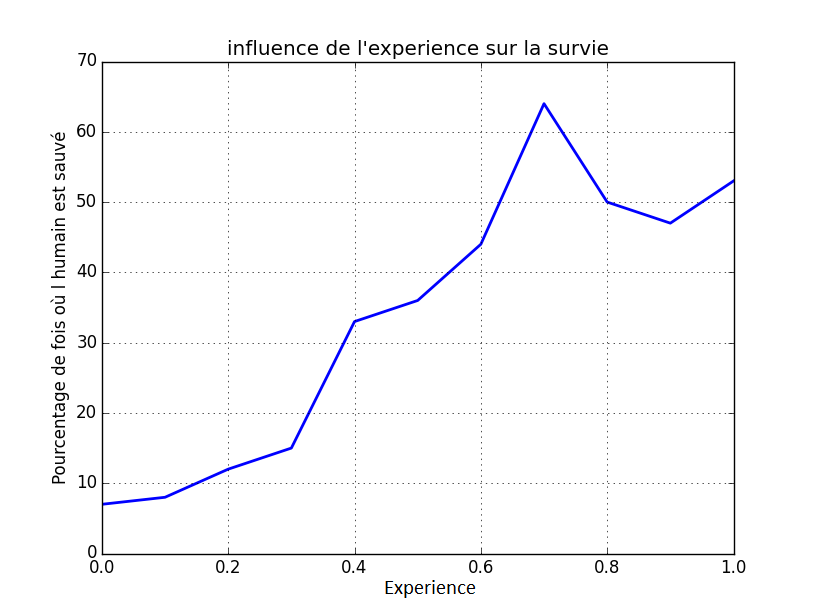 influence de l'experience sur la survie
Pourcentage de fois où l humain est sauvé
70
60
50
40
30
20
10
0
0.0 0.2 0.4 0.6 0.8 1.0
Experience